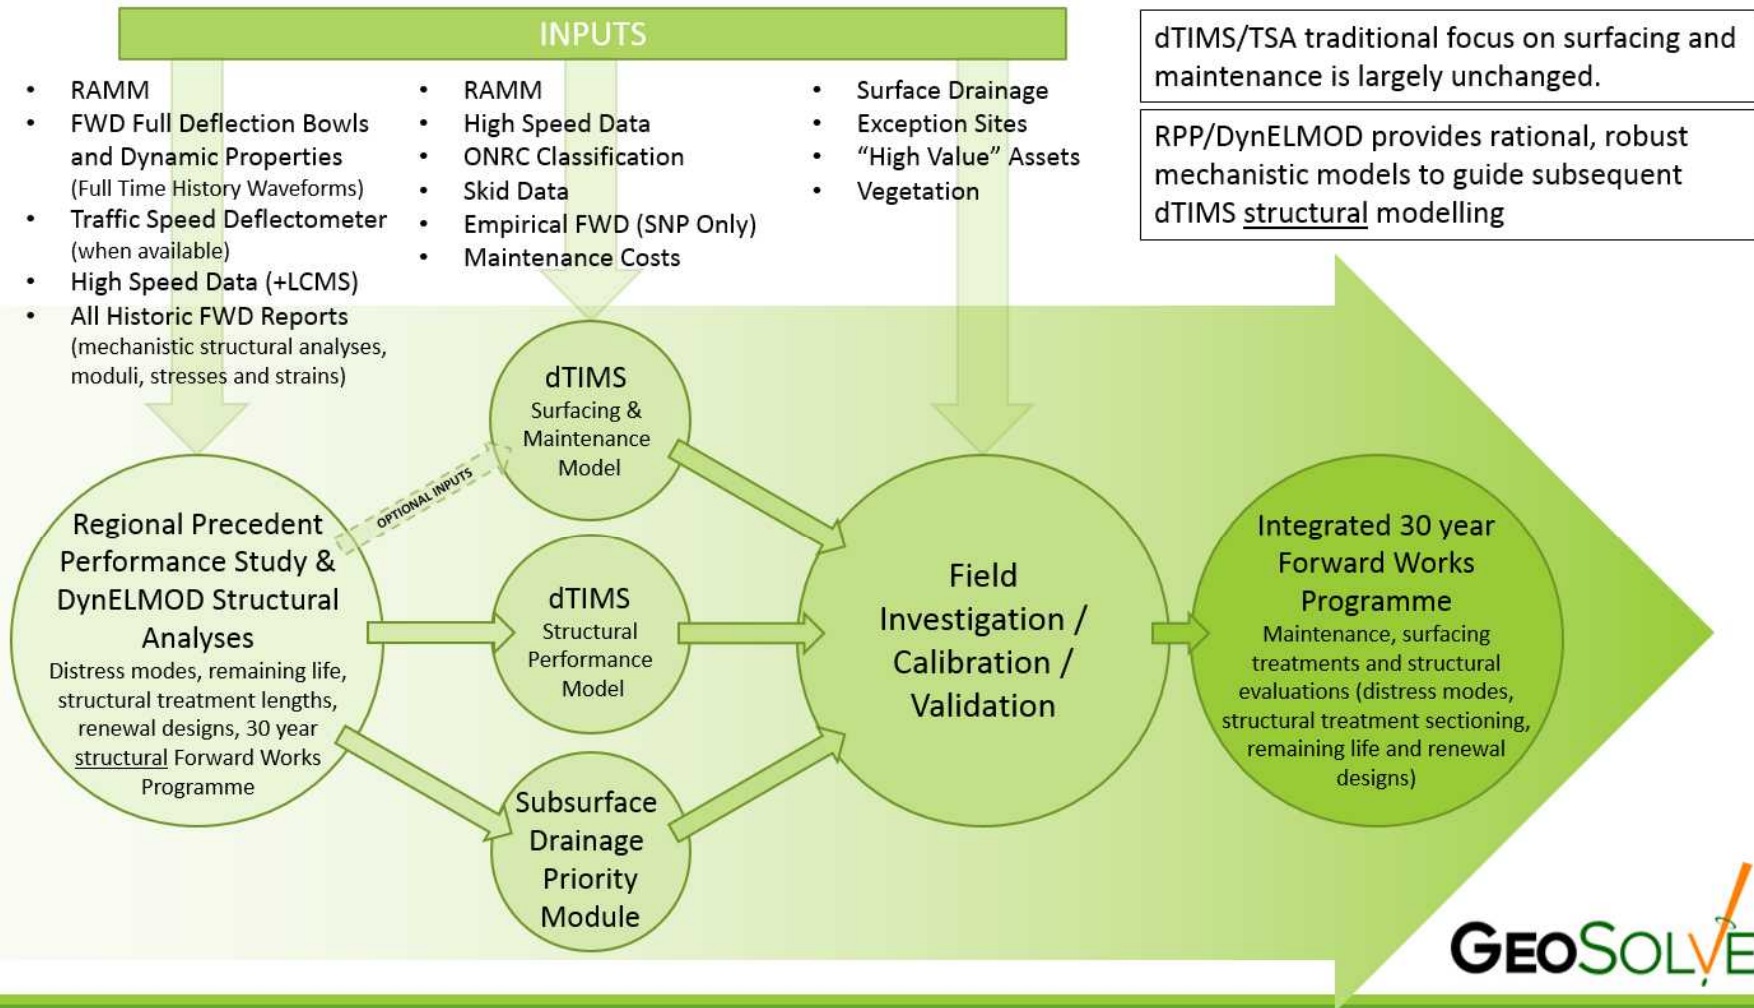 INPUTS
• RAMM
• FWD Full Deflection Bowls
and Dynamic Properties
(Full Time History Waveforms)
• Traffic Speed Deflectometer
(when available)
• High Speed Data (+LCMS)
• All Historic FWD Reports
(mechanistic structural analyses,
moduli, stresses and strains)
• RAMM
• High Speed Data
• ONRC Classification
• Skid Data
• Empirical FWD (SNP Only)
• Maintenance Costs
• Surface Drainage
• Exception Sites
• “High Value” Assets
• Vegetation
dTIMS/TSA traditional focus on surfacing and
maintenance is largely unchanged.
RPP/DynELMOD provides rational, robust
mechanistic models to guide subsequent
dTIMS structural modelling
Regional Precedent
Performance Study &
DynELMOD Structural
Analyses
Distress modes, remaining life,
structural treatment lengths,
renewal designs, 30 year
structural Forward Works
Programme
OPTIONAL INPUTS
dTIMS
Surfacing &
Maintenance
Model
dTIMS
Structural
Performance
Model
Subsurface
Drainage
Priority
Module
Field
Investigation /
Calibration /
Validation
Integrated 30 year
Forward Works
Programme
Maintenance, surfacing
treatments and structural
evaluations (distress modes,
structural treatment sectioning,
remaining life and renewal
designs)
GEOSOLVE